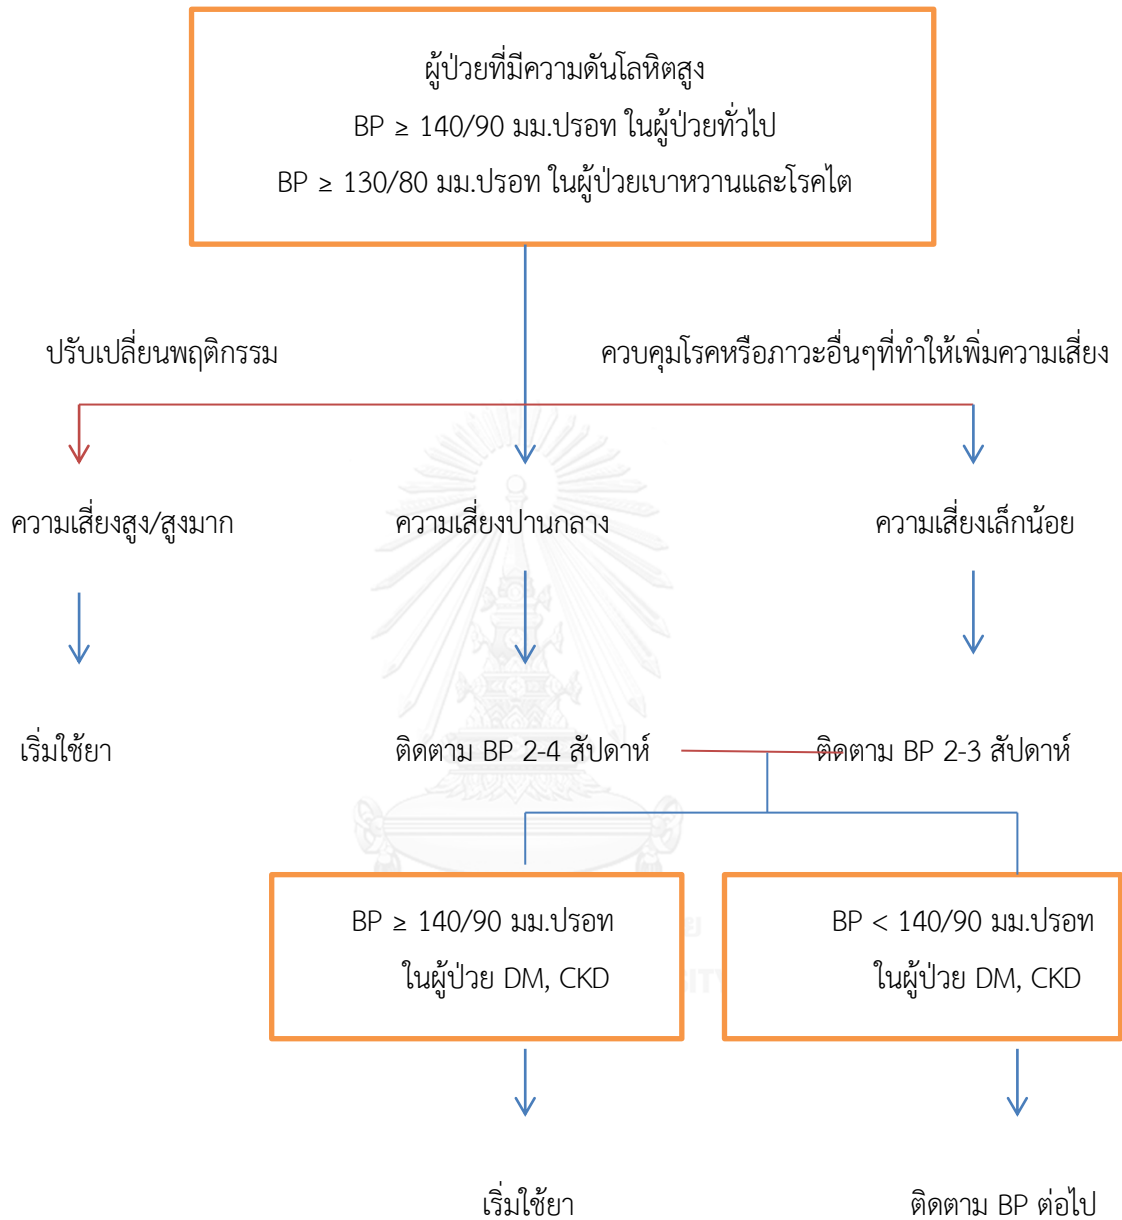 ผู้ป่วยที่มีความดันโลหิตสูง
BP ≥ 140/90 มม.ปรอท ในผู้ป่วยทั่วไป
BP ≥ 130/80 มม.ปรอท ในผู้ป่วยเบาหวานและโรคไต
ปรับเปลี่ยนพฤติกรรม
ควบคุมโรคหรือภาวะอื่นๆที่ทำให้เพิ่มความเสี่ยง
ความเสี่ยงสูง/สูงมาก
ความเสี่ยงปานกลาง
ความเสี่ยงเล็กน้อย
เริ่มใช้ยา
ติดตาม BP 2-4 สัปดาห์
ติดตาม BP 2-3 สัปดาห์
BP ≥ 140/90 มม.ปรอท
ในผู้ป่วย DM, CKD
BP < 140/90 มม.ปรอท
ในผู้ป่วย DM, CKD
เริ่มใช้ยา
ติดตาม BP ต่อไป